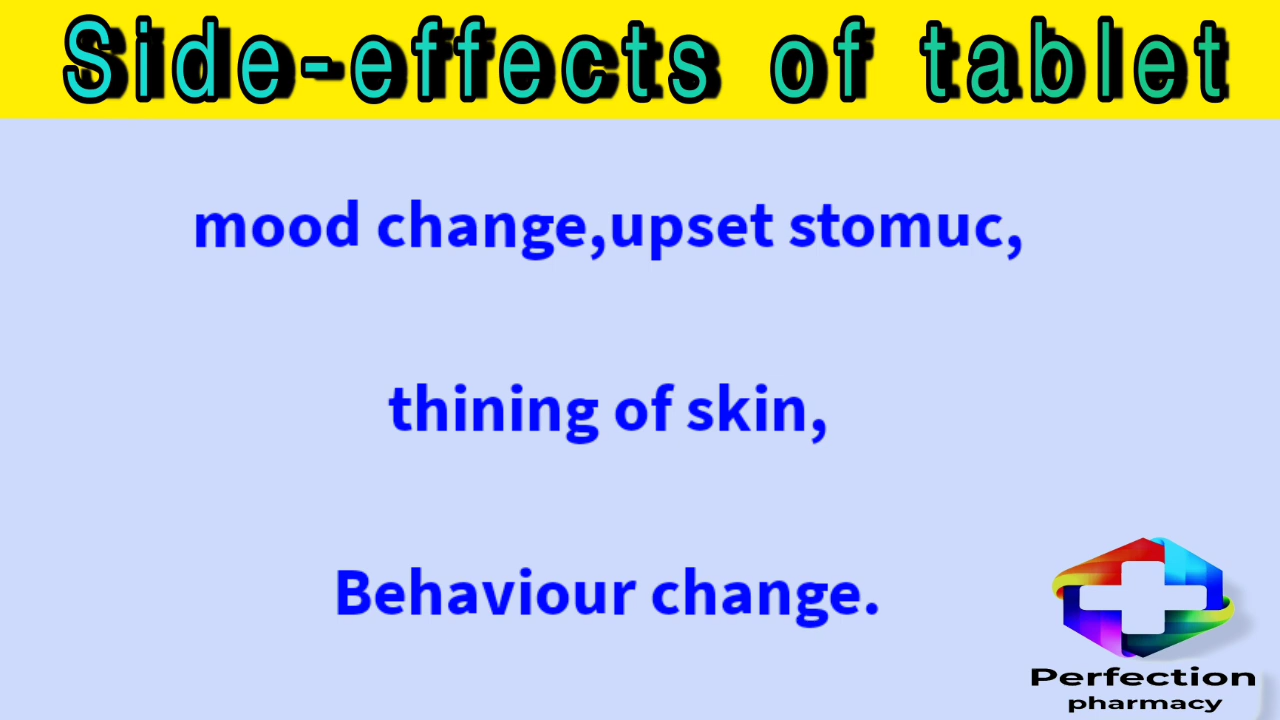 Side-effects of tablet
mood change,upset stomuc,
thining of skin,
Behaviour change.
Perfection
pharmacy